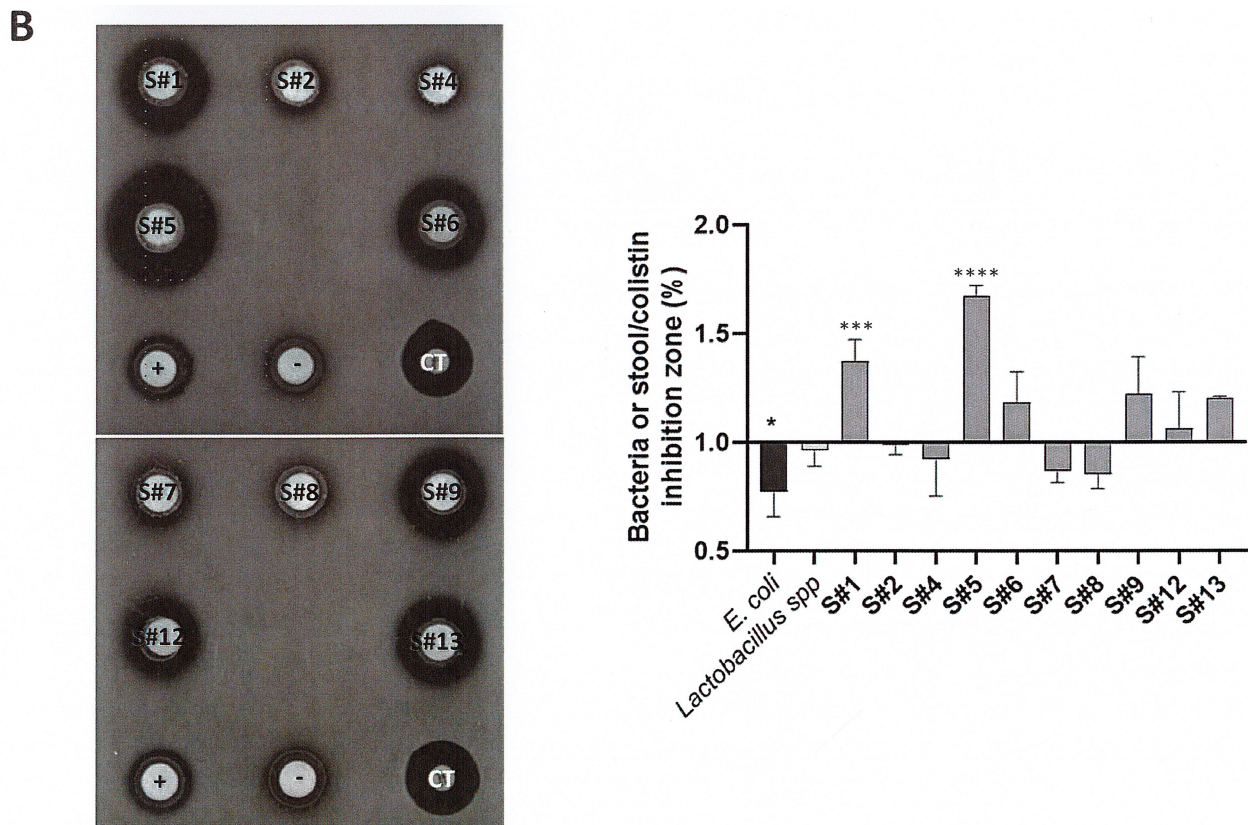 B
S#1 S#2 S#4
S#5 S#6
+ - CT
S#7 S#8 S#9
S#12 S#13
+ - CT
Bacteria or stool/colistin
inhibition zone (%)
2.0
1.5
1.0
0.5
*
***
****
E. coli
Lactobacillus spp
S#1
S#2
S#4
S#5
S#6
S#7
S#8
S#9
S#12
S#13